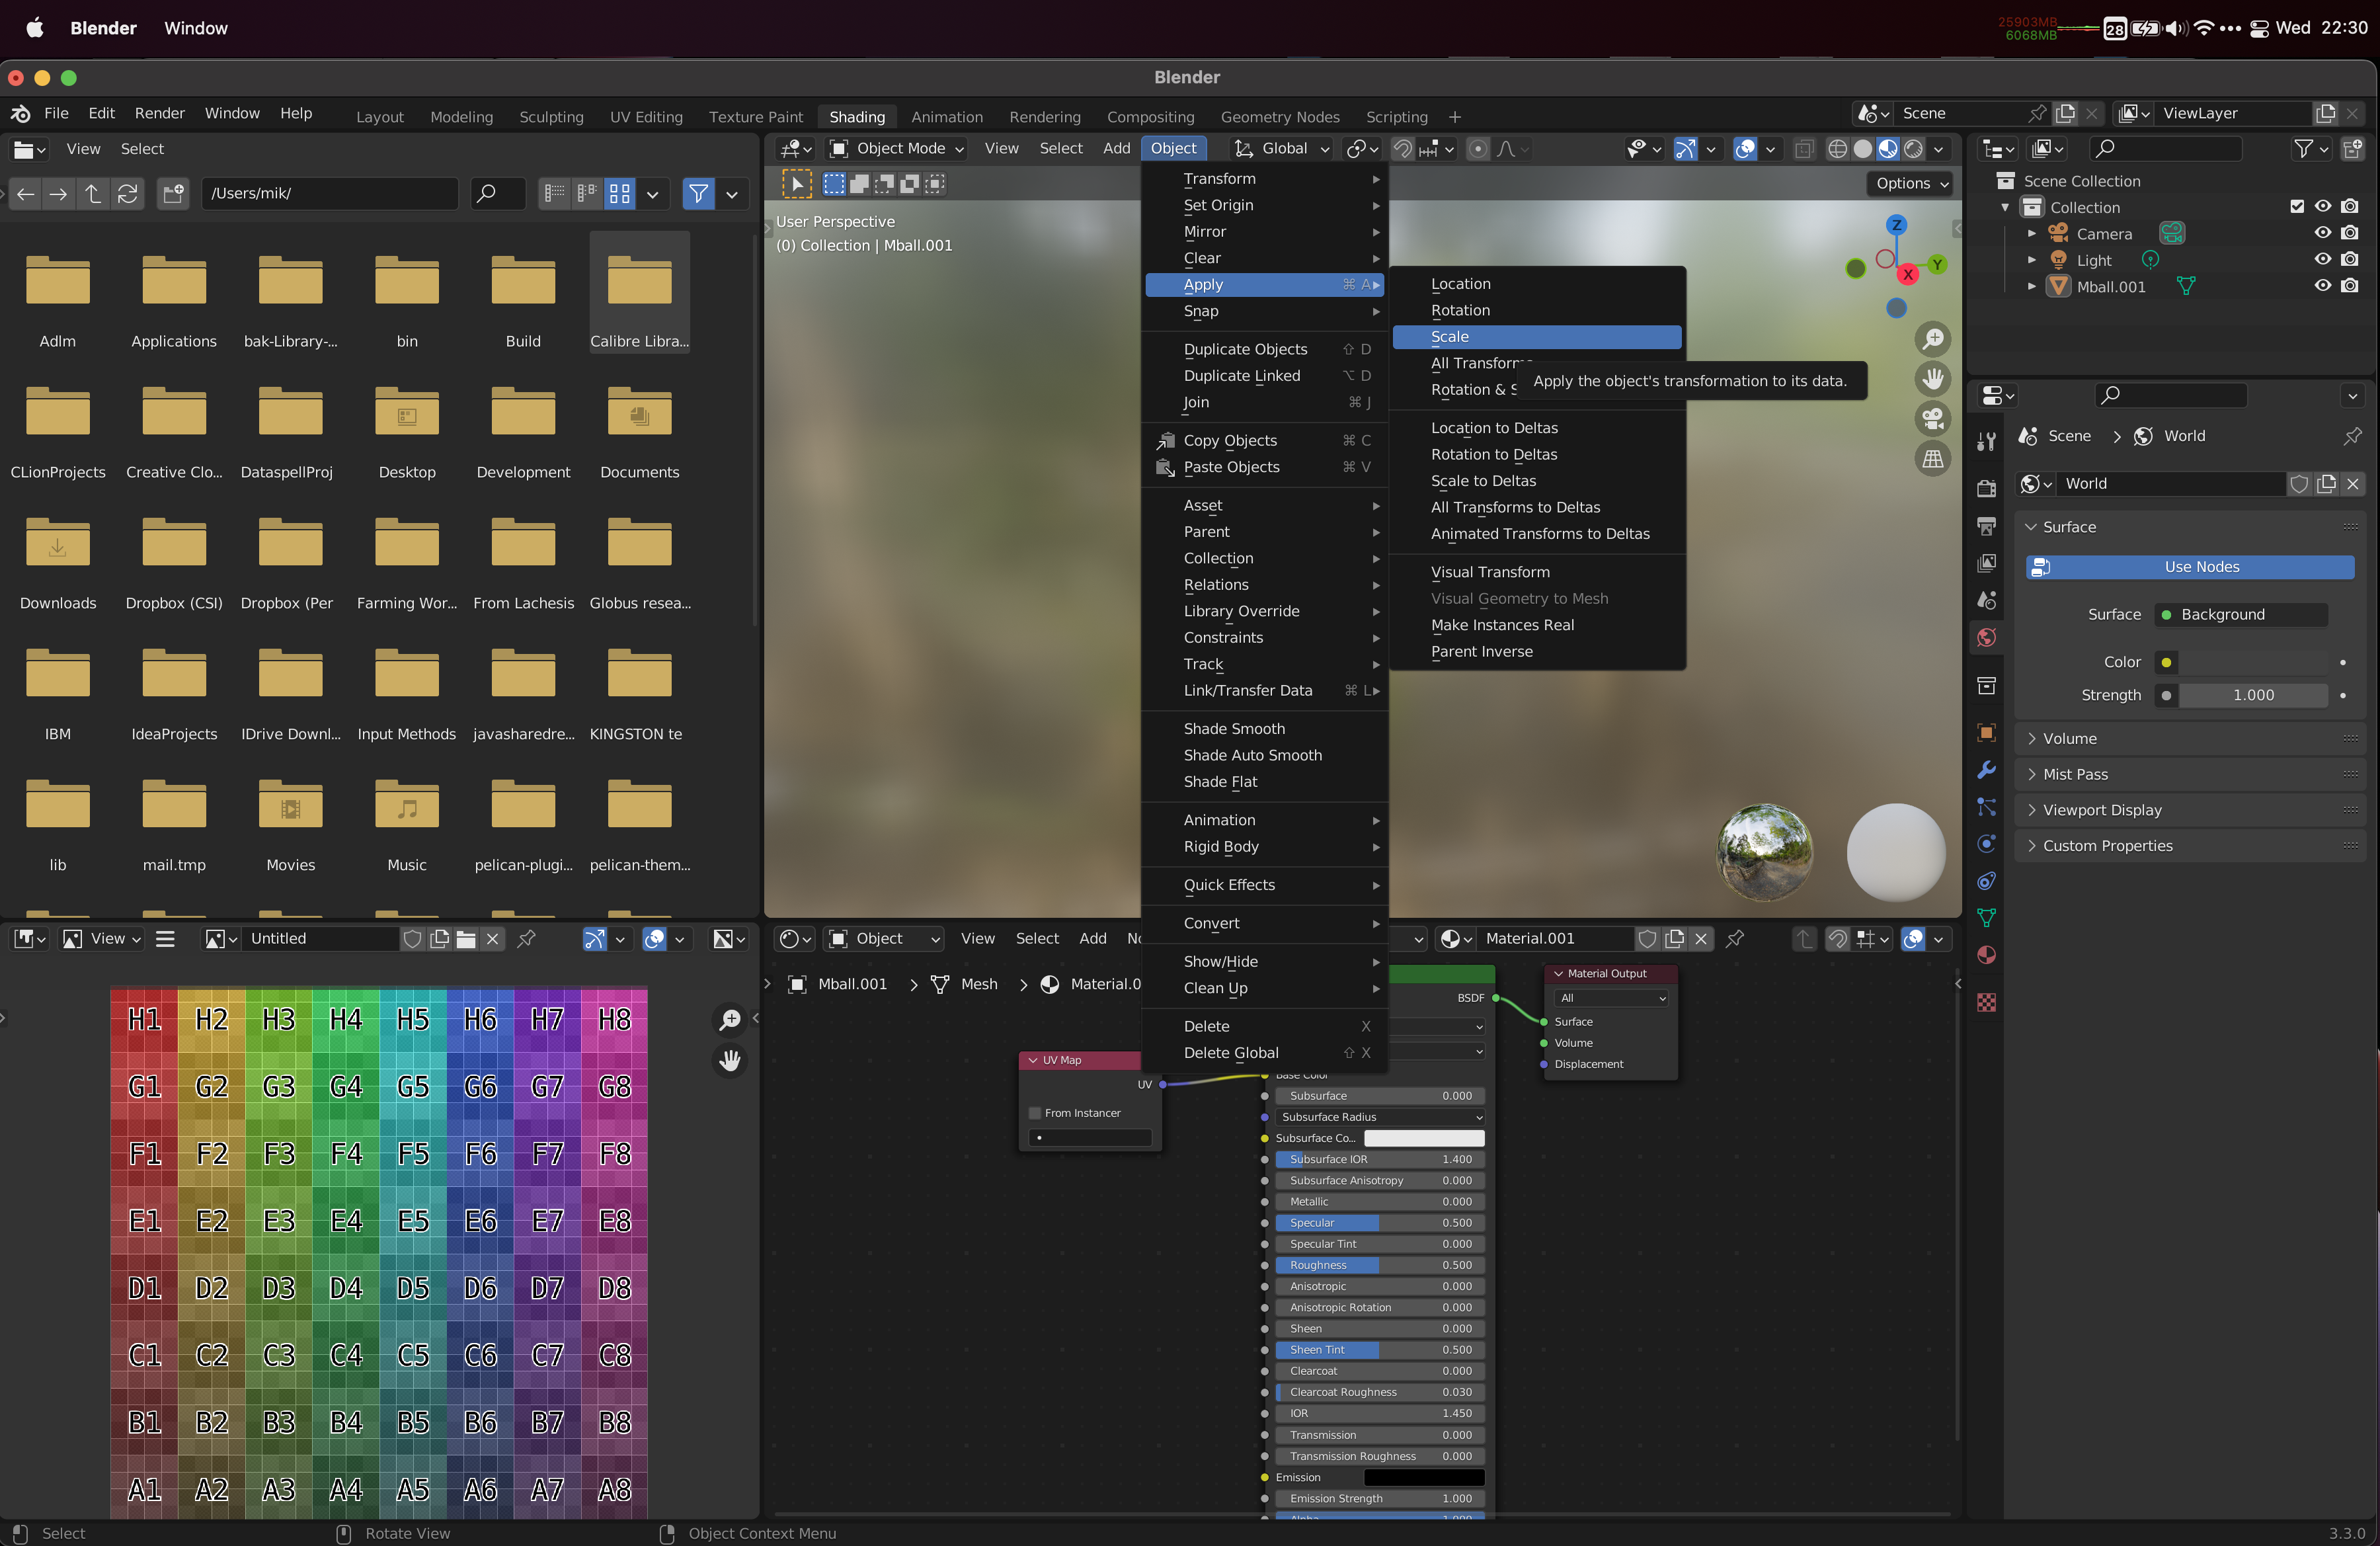 Blender Window
25903MB
6068MB
28
Wed 22:30
Blender
File Edit Render Window Help
Layout Modeling Sculpting UV Editing Texture Paint Shading Animation Rendering Compositing Geometry Nodes Scripting +
Scene
ViewLayer
View Select
/Users/mik/
Adlm Applications bak-Library-... bin Build Calibre Libra...
CLionProjects Creative Clo... DataspellProj Desktop Development Documents
Downloads Dropbox (CSI) Dropbox (Per Farming Wor... From Lachesis Globus resea...
IBM IdeaProjects IDrive Downl... Input Methods javasharedre... KINGSTON te
lib mail.tmp Movies Music pelican-plugi... pelican-them...
Object Mode View Select Add Object Global
Options
User Perspective
(0) Collection | Mball.001
Z
Y
X
Transform
Set Origin
Mirror
Clear
Apply ⌘ A
Snap
Duplicate Objects ⇧ D
Duplicate Linked ⌥ D
Join ⌘ J
Copy Objects ⌘ C
Paste Objects ⌘ V
Asset
Parent
Collection
Relations
Library Override
Constraints
Track
Link/Transfer Data ⌘ L
Shade Smooth
Shade Auto Smooth
Shade Flat
Animation
Rigid Body
Quick Effects
Convert
Show/Hide
Clean Up
Delete X
Delete Global ⇧ X
Location
Rotation
Scale
All Transforms
Rotation & S
Apply the object's transformation to its data.
Location to Deltas
Rotation to Deltas
Scale to Deltas
All Transforms to Deltas
Animated Transforms to Deltas
Visual Transform
Visual Geometry to Mesh
Make Instances Real
Parent Inverse
Scene Collection
Collection
Camera
Light
Mball.001
Scene > World
World
Surface
Use Nodes
Surface Background
Color
Strength 1.000
Volume
Mist Pass
Viewport Display
Custom Properties
View
Untitled
H1 H2 H3 H4 H5 H6 H7 H8
G1 G2 G3 G4 G5 G6 G7 G8
F1 F2 F3 F4 F5 F6 F7 F8
E1 E2 E3 E4 E5 E6 E7 E8
D1 D2 D3 D4 D5 D6 D7 D8
C1 C2 C3 C4 C5 C6 C7 C8
B1 B2 B3 B4 B5 B6 B7 B8
A1 A2 A3 A4 A5 A6 A7 A8
Object View Select Add No
Material.001
Mball.001 > Mesh > Material.0
UV Map
UV
From Instancer
BSDF
Base Color
Subsurface 0.000
Subsurface Radius
Subsurface Co...
Subsurface IOR 1.400
Subsurface Anisotropy 0.000
Metallic 0.000
Specular 0.500
Specular Tint 0.000
Roughness 0.500
Anisotropic 0.000
Anisotropic Rotation 0.000
Sheen 0.000
Sheen Tint 0.500
Clearcoat 0.000
Clearcoat Roughness 0.030
IOR 1.450
Transmission 0.000
Transmission Roughness 0.000
Emission
Emission Strength 1.000
Alpha 1.000
Material Output
All
Surface
Volume
Displacement
Select
Rotate View
Object Context Menu
3.3.0